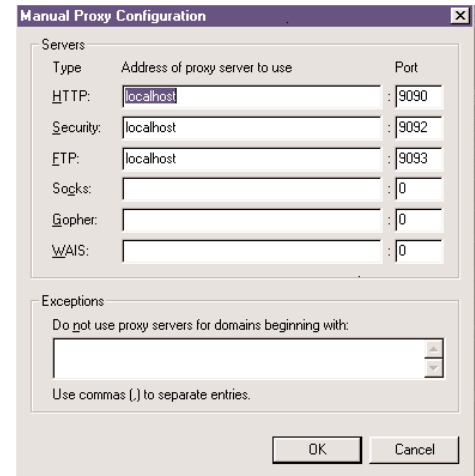 Manual Proxy Configuration
Servers
Type Address of proxy server to use Port
HTTP: localhost : 9090
Security: localhost : 9092
FTP: localhost : 9093
Socks: : 0
Gopher: : 0
WAIS: : 0
Exceptions
Do not use proxy servers for domains beginning with:
Use commas (,) to separate entries.
OK Cancel